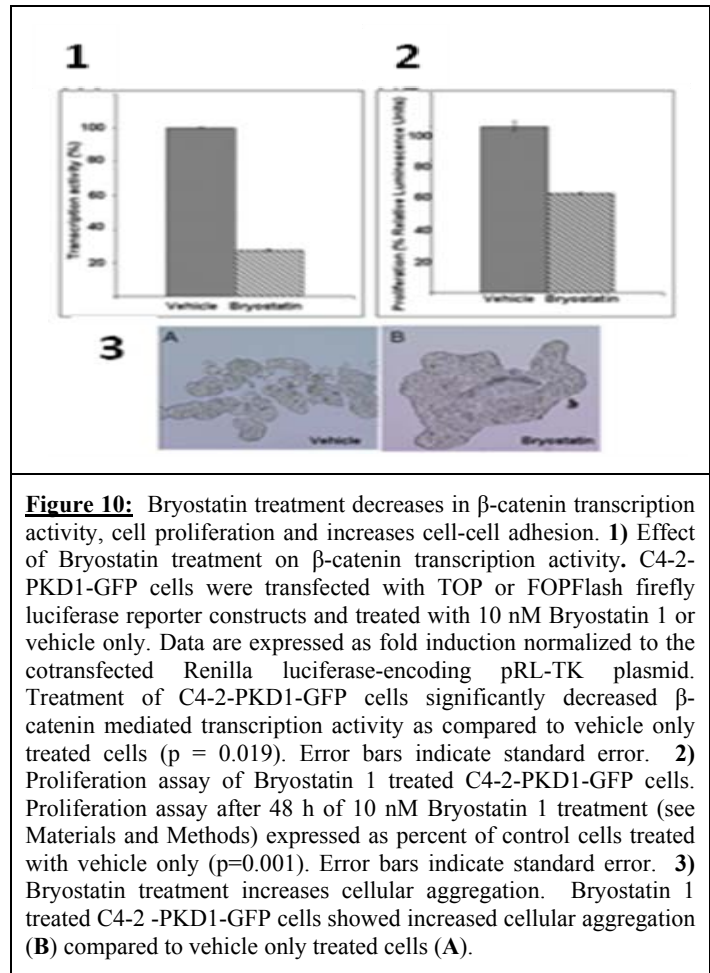 1
2
Transcription activity (%)
100
80
60
40
20
Vehicle Bryostatin
Proliferation (% Relative Luminescence Units)
100
80
60
40
20
Vehicle Bryostatin
3
A
Vehicle
B
Bryostatin
Figure 10: Bryostatin treatment decreases in β-catenin transcription
activity, cell proliferation and increases cell-cell adhesion. 1) Effect
of Bryostatin treatment on β-catenin transcription activity. C4-2-
PKD1-GFP cells were transfected with TOP or FOPFlash firefly
luciferase reporter constructs and treated with 10 nM Bryostatin 1 or
vehicle only. Data are expressed as fold induction normalized to the
cotransfected Renilla luciferase-encoding pRL-TK plasmid.
Treatment of C4-2-PKD1-GFP cells significantly decreased β-
catenin mediated transcription activity as compared to vehicle only
treated cells (p = 0.019). Error bars indicate standard error. 2)
Proliferation assay of Bryostatin 1 treated C4-2-PKD1-GFP cells.
Proliferation assay after 48 h of 10 nM Bryostatin 1 treatment (see
Materials and Methods) expressed as percent of control cells treated
with vehicle only (p=0.001). Error bars indicate standard error. 3)
Bryostatin treatment increases cellular aggregation. Bryostatin 1
treated C4-2 -PKD1-GFP cells showed increased cellular aggregation
(B) compared to vehicle only treated cells (A).